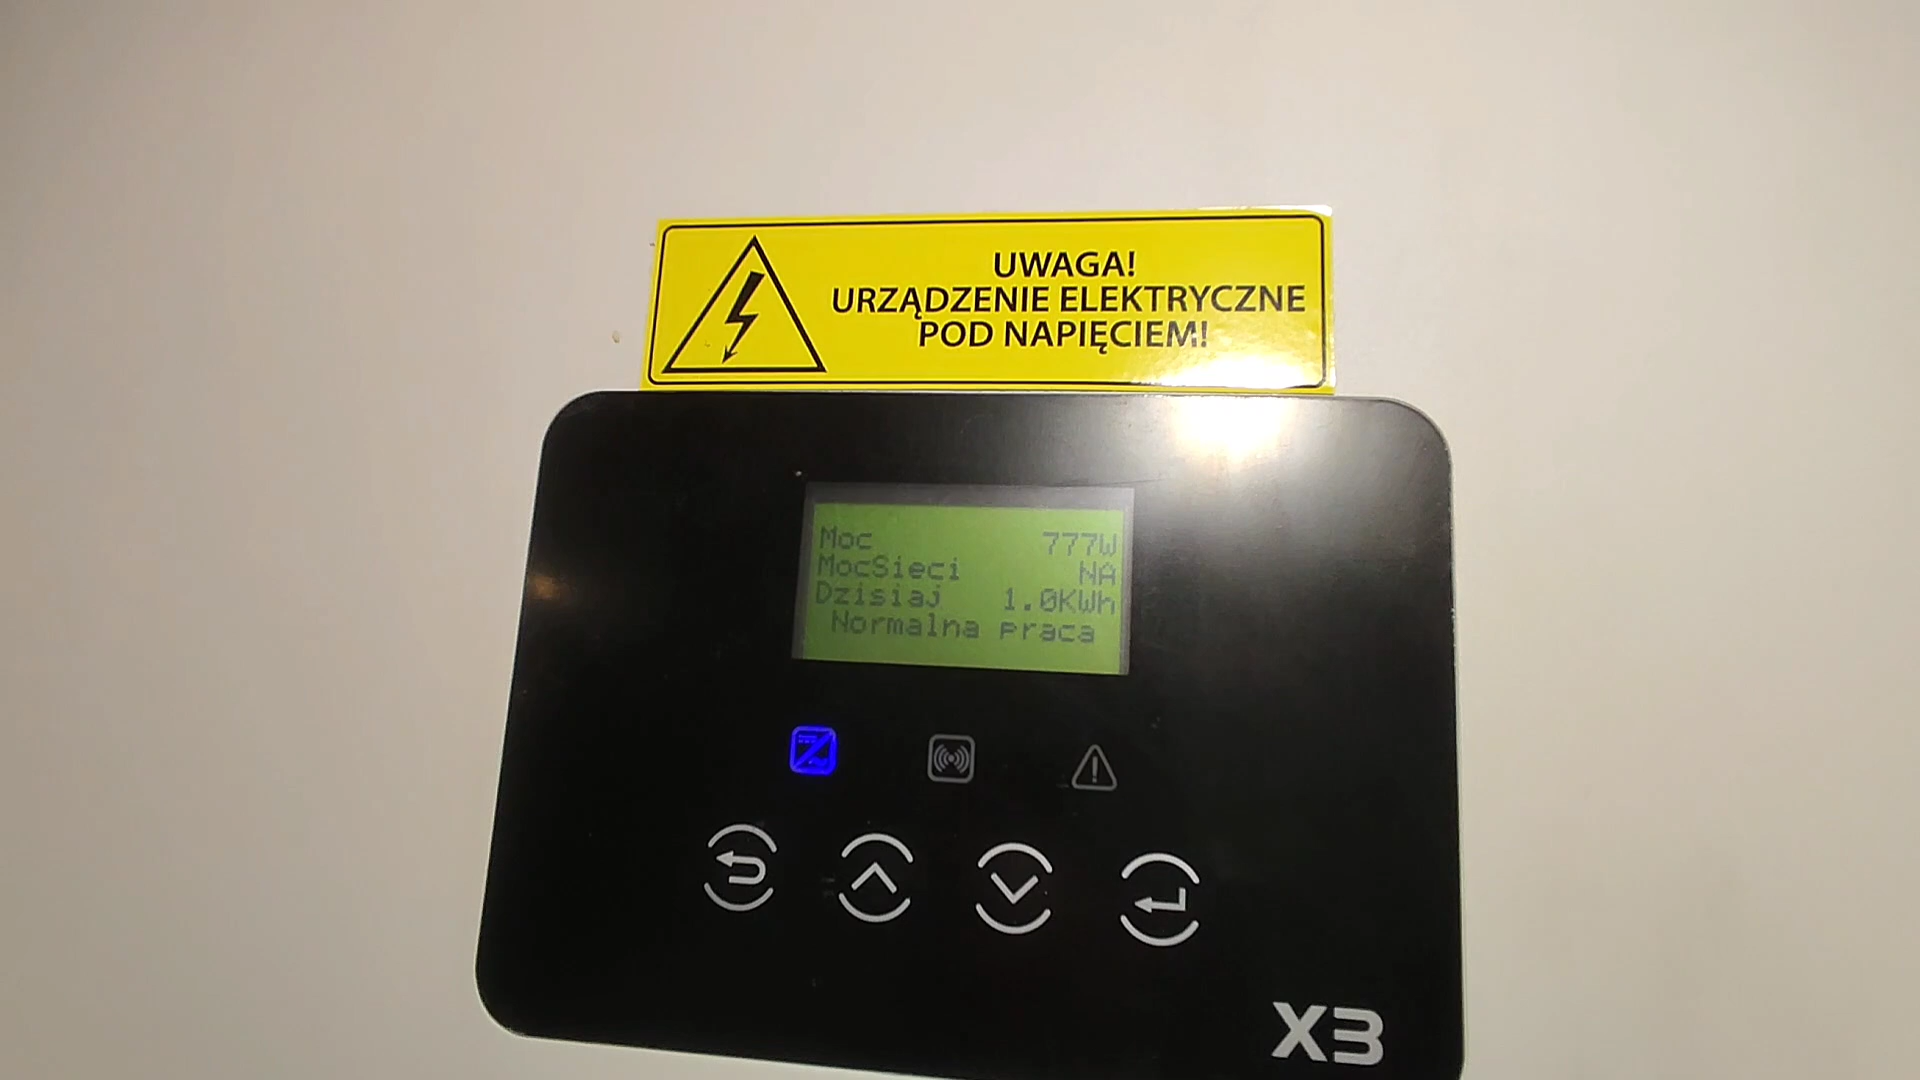 UWAGA!
URZĄDZENIE ELEKTRYCZNE
POD NAPIĘCIEM!
Moc 777W
MocSieci NA
Dzisiaj 1.0KWh
Normalna praca
X3